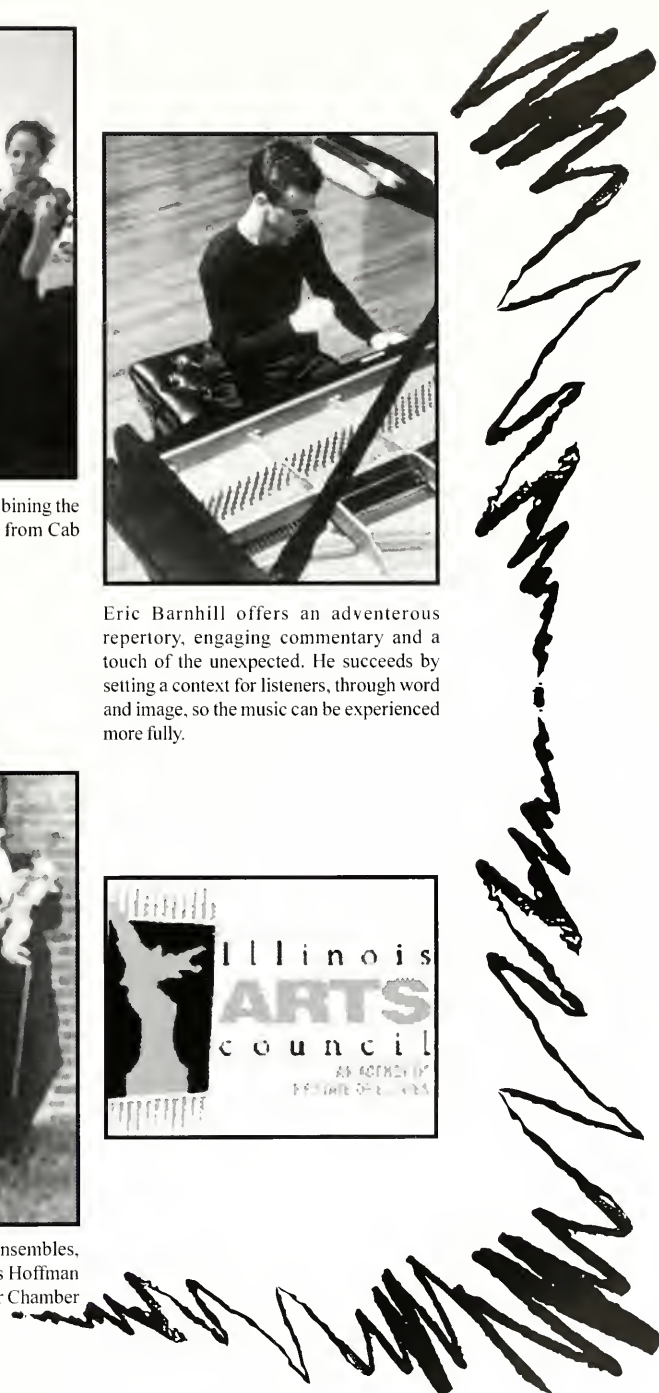 bining the
from Cab
Eric Barnhill offers an adventerous
repertory, engaging commentary and a
touch of the unexpected. He succeeds by
setting a context for listeners, through word
and image, so the music can be experienced
more fully.
Illinois
ARTS
council
nsembles,
s Hoffman
r Chamber